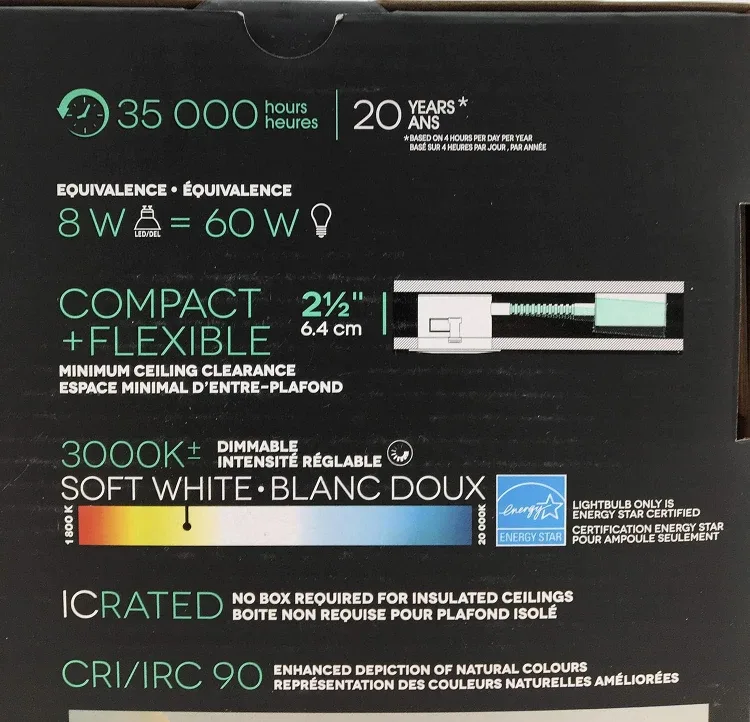 35 000 hours heures
20 YEARS* ANS
*BASED ON 4 HOURS PER DAY PER YEAR
BASÉ SUR 4 HEURES PAR JOUR , PAR ANNÉE
EQUIVALENCE • ÉQUIVALENCE
8 W LED/DEL = 60 W
COMPACT
+FLEXIBLE
2½"
6.4 cm
MINIMUM CEILING CLEARANCE
ESPACE MINIMAL D'ENTRE-PLAFOND
3000K±
DIMMABLE
INTENSITÉ RÉGLABLE
SOFT WHITE • BLANC DOUX
1 800 K
20 000K
energy
ENERGY STAR
LIGHTBULB ONLY IS
ENERGY STAR CERTIFIED
CERTIFICATION ENERGY STAR
POUR AMPOULE SEULEMENT
ICRATED
NO BOX REQUIRED FOR INSULATED CEILINGS
BOITE NON REQUISE POUR PLAFOND ISOLÉ
CRI/IRC 90
ENHANCED DEPICTION OF NATURAL COLOURS
REPRÉSENTATION DES COULEURS NATURELLES AMÉLIORÉES